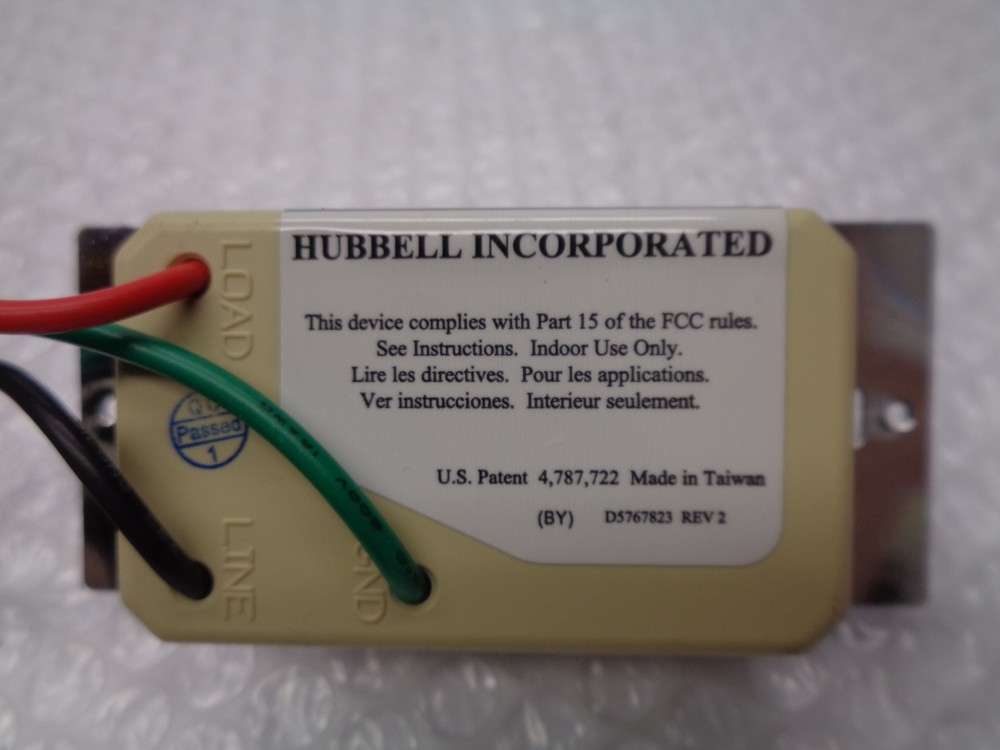 HUBBELL INCORPORATED
This device complies with Part 15 of the FCC rules.
See Instructions. Indoor Use Only.
Lire les directives. Pour les applications.
Ver instrucciones. Interieur seulement.
U.S. Patent 4,787,722 Made in Taiwan
(BY) D5767823 REV 2
LOAD
Passed
1
LINE
GND